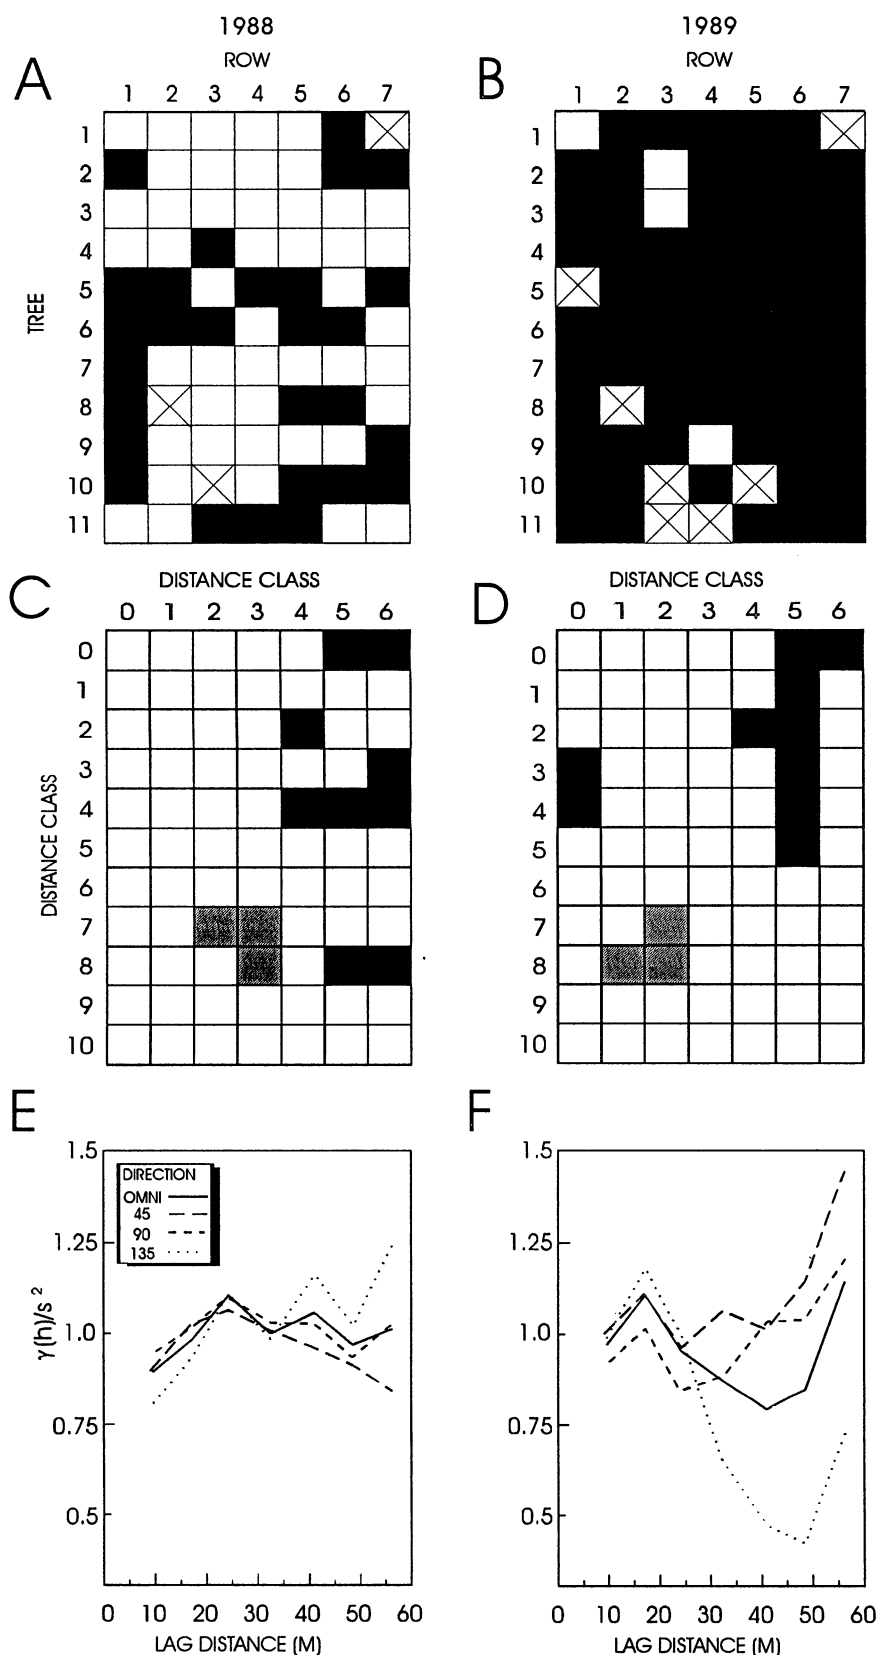 1988 1989
ROW ROW
A B
1 2 3 4 5 6 7 1 2 3 4 5 6 7
TREE
1 1
2 2
3 3
4 4
5 5
6 6
7 7
8 8
9 9
10 10
11 11
C DISTANCE CLASS D DISTANCE CLASS
0 1 2 3 4 5 6 0 1 2 3 4 5 6
DISTANCE CLASS
0 0
1 1
2 2
3 3
4 4
5 5
6 6
7 7
8 8
9 9
10 10
E F
1.5 1.5
DIRECTION
OMNI
45
90
135
1.25 1.25
γ(h)/s²
1.0 1.0
0.75 0.75
0.5 0.5
0 10 20 30 40 50 60 0 10 20 30 40 50 60
LAG DISTANCE (M) LAG DISTANCE (M)